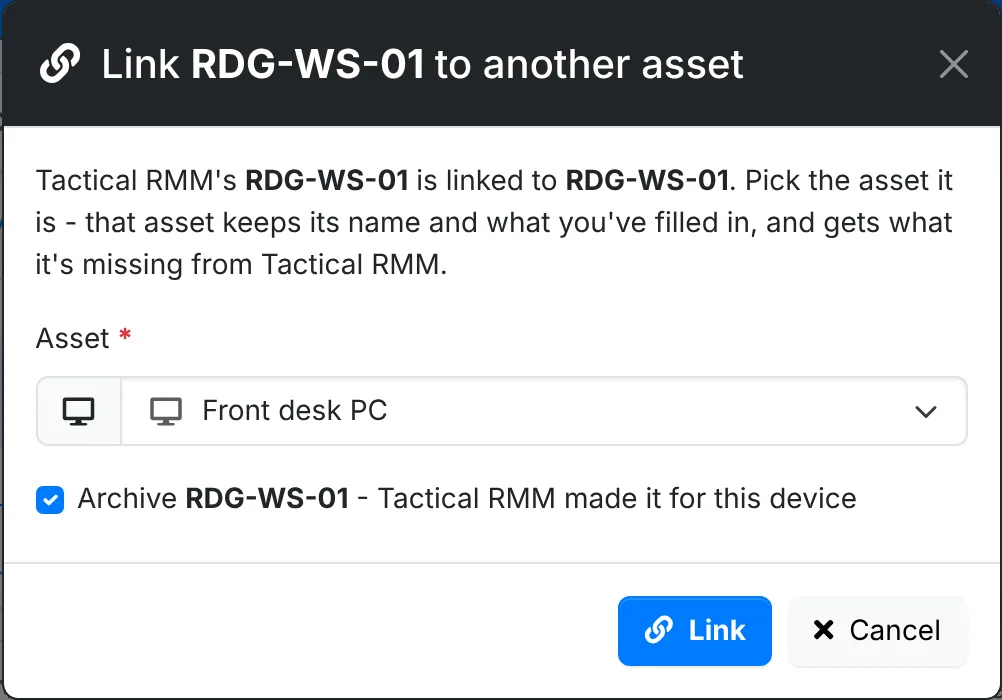 Link RDG-WS-01 to another asset
Tactical RMM's RDG-WS-01 is linked to RDG-WS-01. Pick the asset it
is - that asset keeps its name and what you've filled in, and gets what
it's missing from Tactical RMM.
Asset *
Front desk PC
Archive RDG-WS-01 - Tactical RMM made it for this device
Link
Cancel